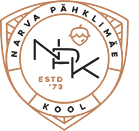 NARVA PÄHKLIMÄE
NPK
ESTD
'73
KOOL